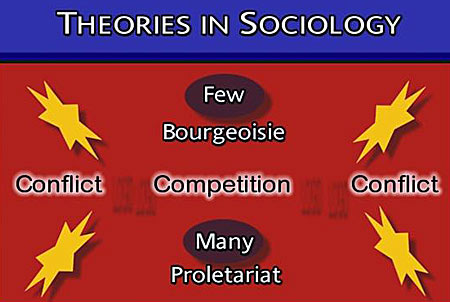 THEORIES IN SOCIOLOGY
Few
Bourgeoisie
Conflict Competition Conflict
Many
Proletariat